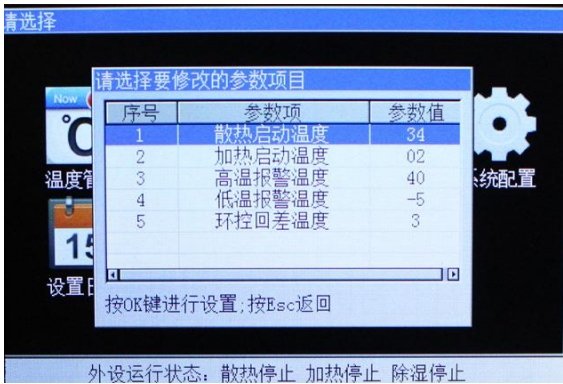 请选择
请选择要修改的参数项目
Now
序号 参数项 参数值
1 散热启动温度 34
2 加热启动温度 02
3 高温报警温度 40
4 低温报警温度 -5
5 环控回差温度 3
℃
温度
系统配置
15
设置
按OK键进行设置;按Esc返回
外设运行状态: 散热停止 加热停止 除湿停止